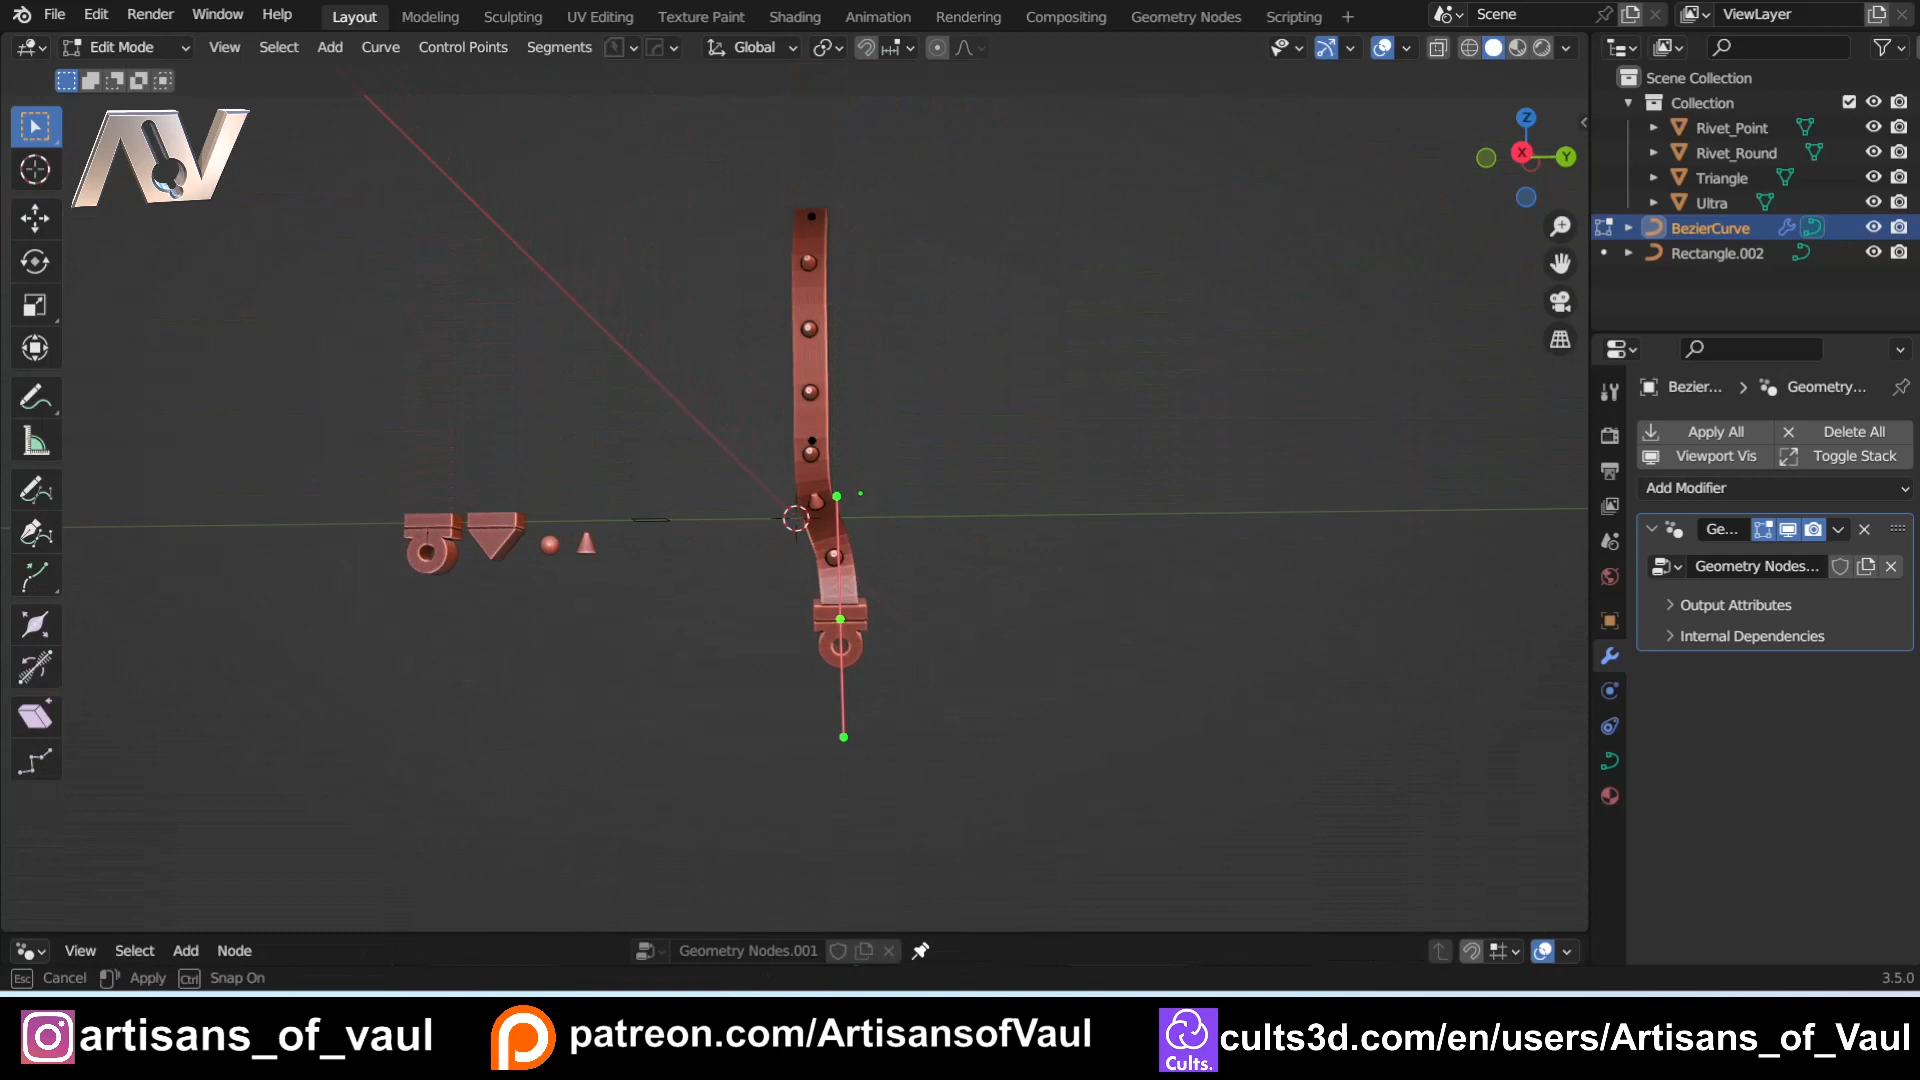 File Edit Render Window Help Layout Modeling Sculpting UV Editing Texture Paint Shading Animation Rendering Compositing Geometry Nodes Scripting + Scene ViewLayer
Edit Mode View Select Add Curve Control Points Segments Global
Scene Collection
Collection
Rivet_Point
Rivet_Round
Triangle
Ultra
BezierCurve
Rectangle.002
Z
X
Y
AV
Bezier... > Geometry...
Apply All Delete All
Viewport Vis Toggle Stack
Add Modifier
Ge...
Geometry Nodes...
Output Attributes
Internal Dependencies
View Select Add Node Geometry Nodes.001
Esc Cancel Apply Ctrl Snap On 3.5.0
artisans_of_vaul patreon.com/ArtisansofVaul Cults. cults3d.com/en/users/Artisans_of_Vaul